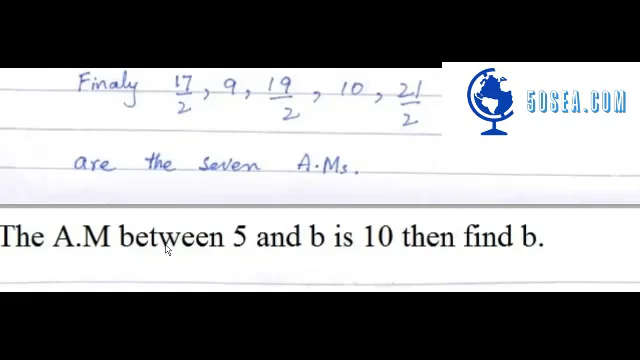 Finaly 17/2, 9, 19/2, 10, 21/2
5OSEA.COM
are the seven A.Ms.
The A.M between 5 and b is 10 then find b.